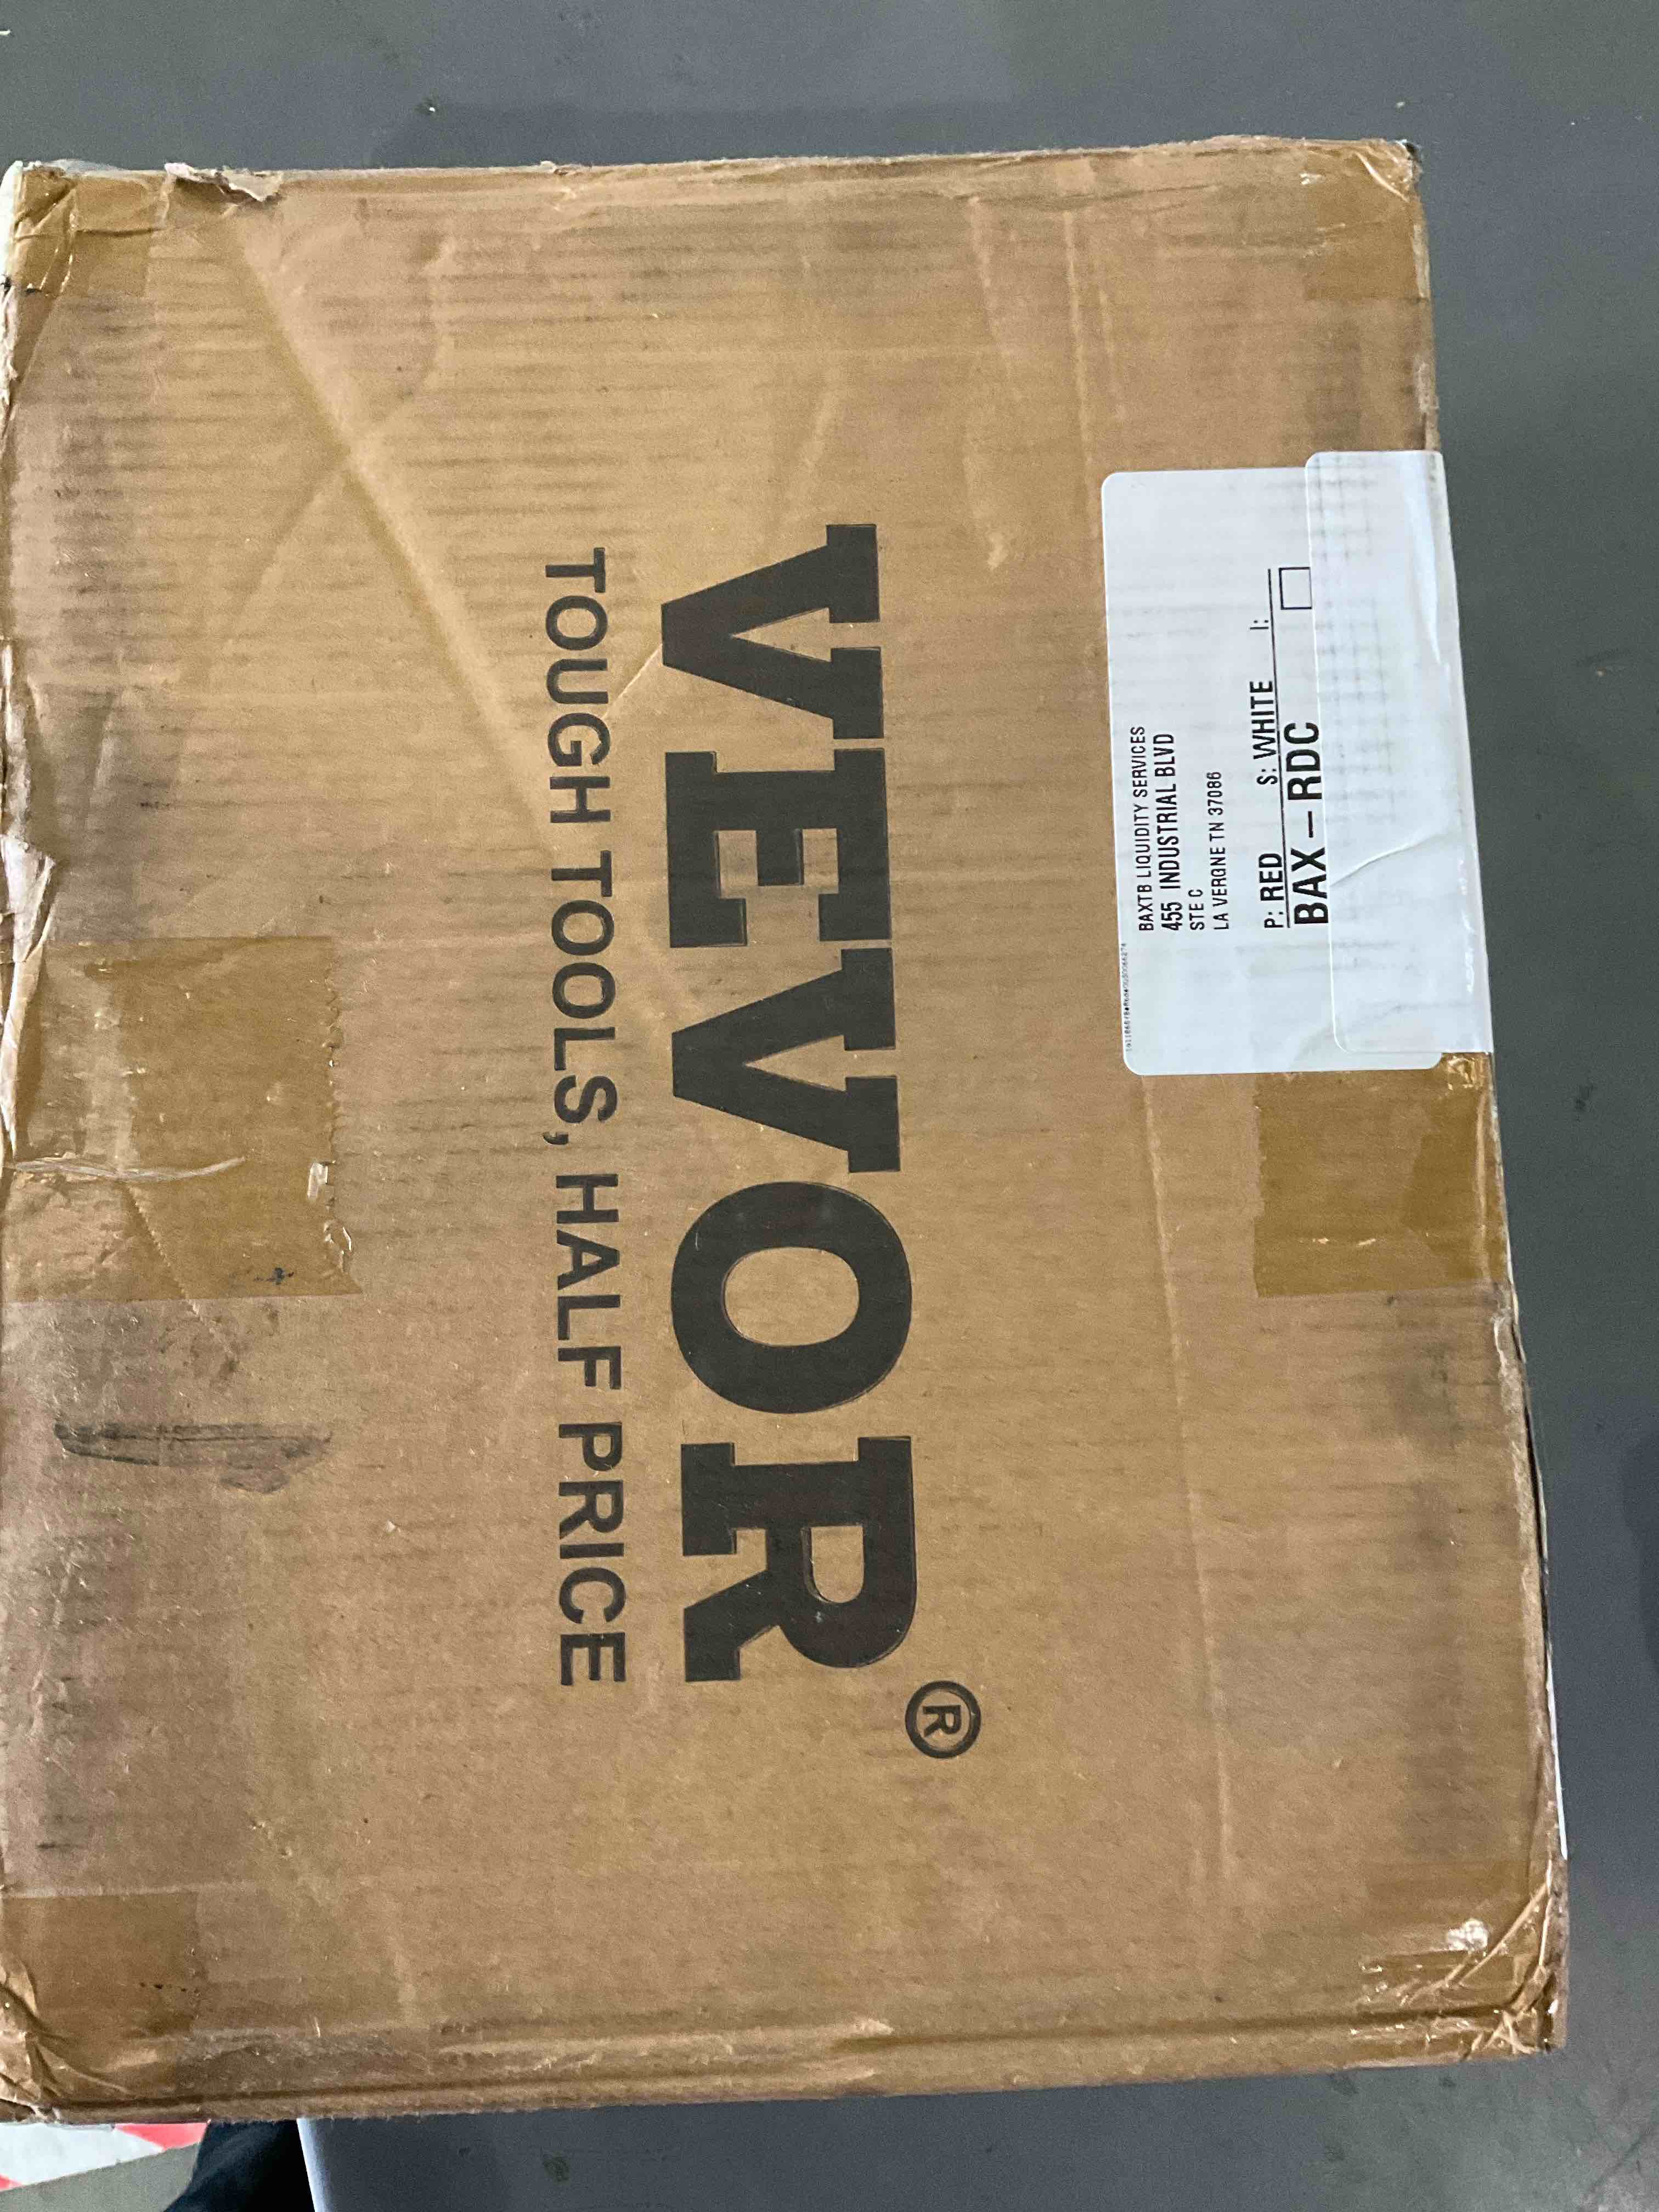 VEVOR®
TOUGH TOOLS, HALF PRICE
BAXTB LIQUIDITY SERVICES
455 INDUSTRIAL BLVD
STE C
LA VERGNE TN 37086
P: RED S: WHITE I:
BAX – RDC